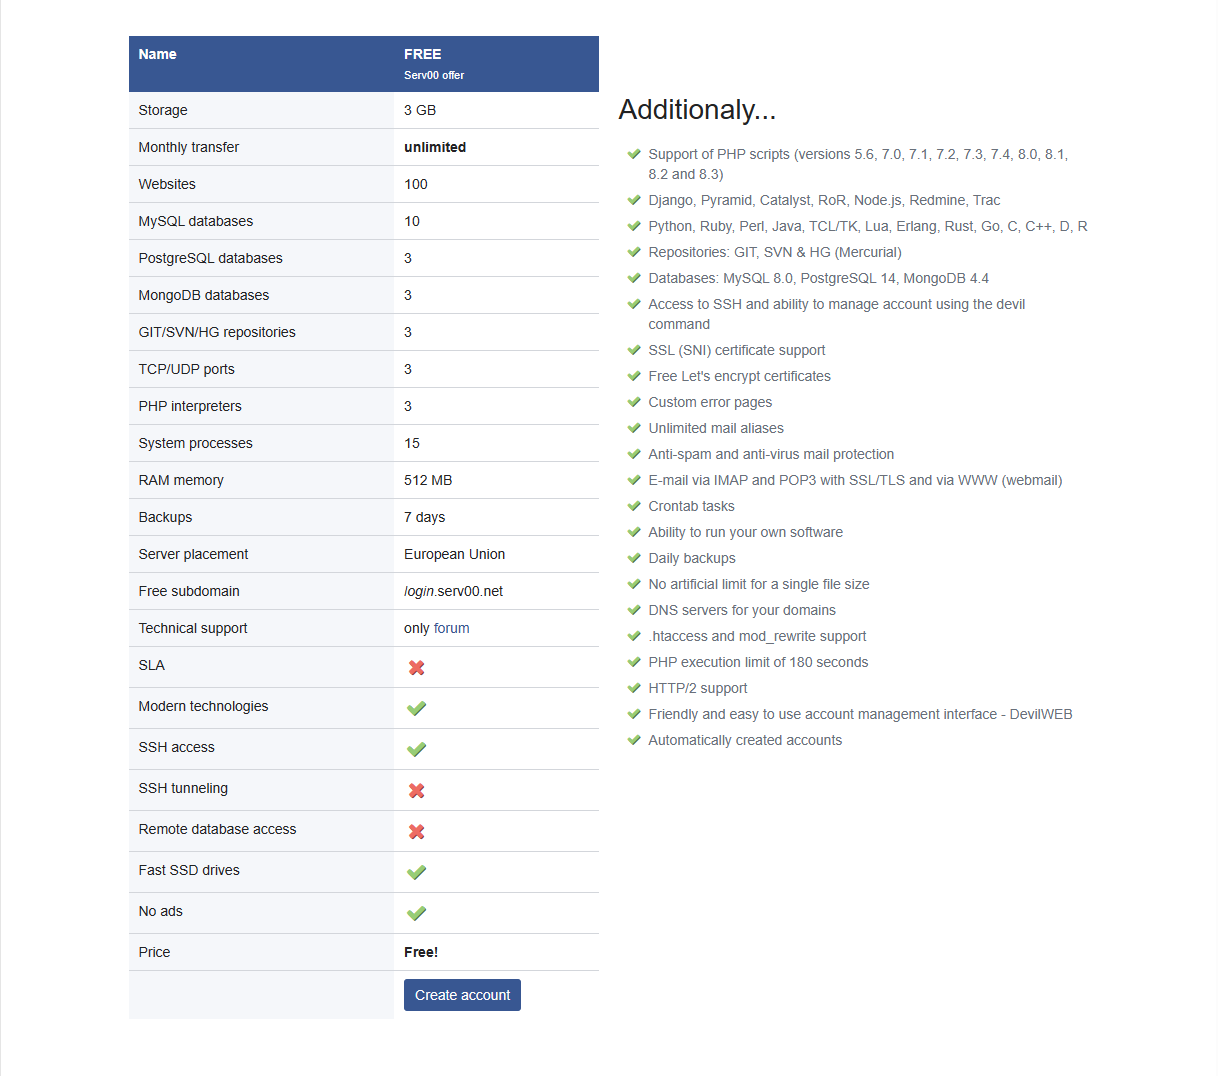 Name FREE
Serv00 offer
Storage 3 GB
Monthly transfer unlimited
Websites 100
MySQL databases 10
PostgreSQL databases 3
MongoDB databases 3
GIT/SVN/HG repositories 3
TCP/UDP ports 3
PHP interpreters 3
System processes 15
RAM memory 512 MB
Backups 7 days
Server placement European Union
Free subdomain login.serv00.net
Technical support only forum
SLA
Modern technologies
SSH access
SSH tunneling
Remote database access
Fast SSD drives
No ads
Price Free!
Create account
Additionaly...
Support of PHP scripts (versions 5.6, 7.0, 7.1, 7.2, 7.3, 7.4, 8.0, 8.1,
8.2 and 8.3)
Django, Pyramid, Catalyst, RoR, Node.js, Redmine, Trac
Python, Ruby, Perl, Java, TCL/TK, Lua, Erlang, Rust, Go, C, C++, D, R
Repositories: GIT, SVN & HG (Mercurial)
Databases: MySQL 8.0, PostgreSQL 14, MongoDB 4.4
Access to SSH and ability to manage account using the devil
command
SSL (SNI) certificate support
Free Let's encrypt certificates
Custom error pages
Unlimited mail aliases
Anti-spam and anti-virus mail protection
E-mail via IMAP and POP3 with SSL/TLS and via WWW (webmail)
Crontab tasks
Ability to run your own software
Daily backups
No artificial limit for a single file size
DNS servers for your domains
.htaccess and mod_rewrite support
PHP execution limit of 180 seconds
HTTP/2 support
Friendly and easy to use account management interface - DevilWEB
Automatically created accounts